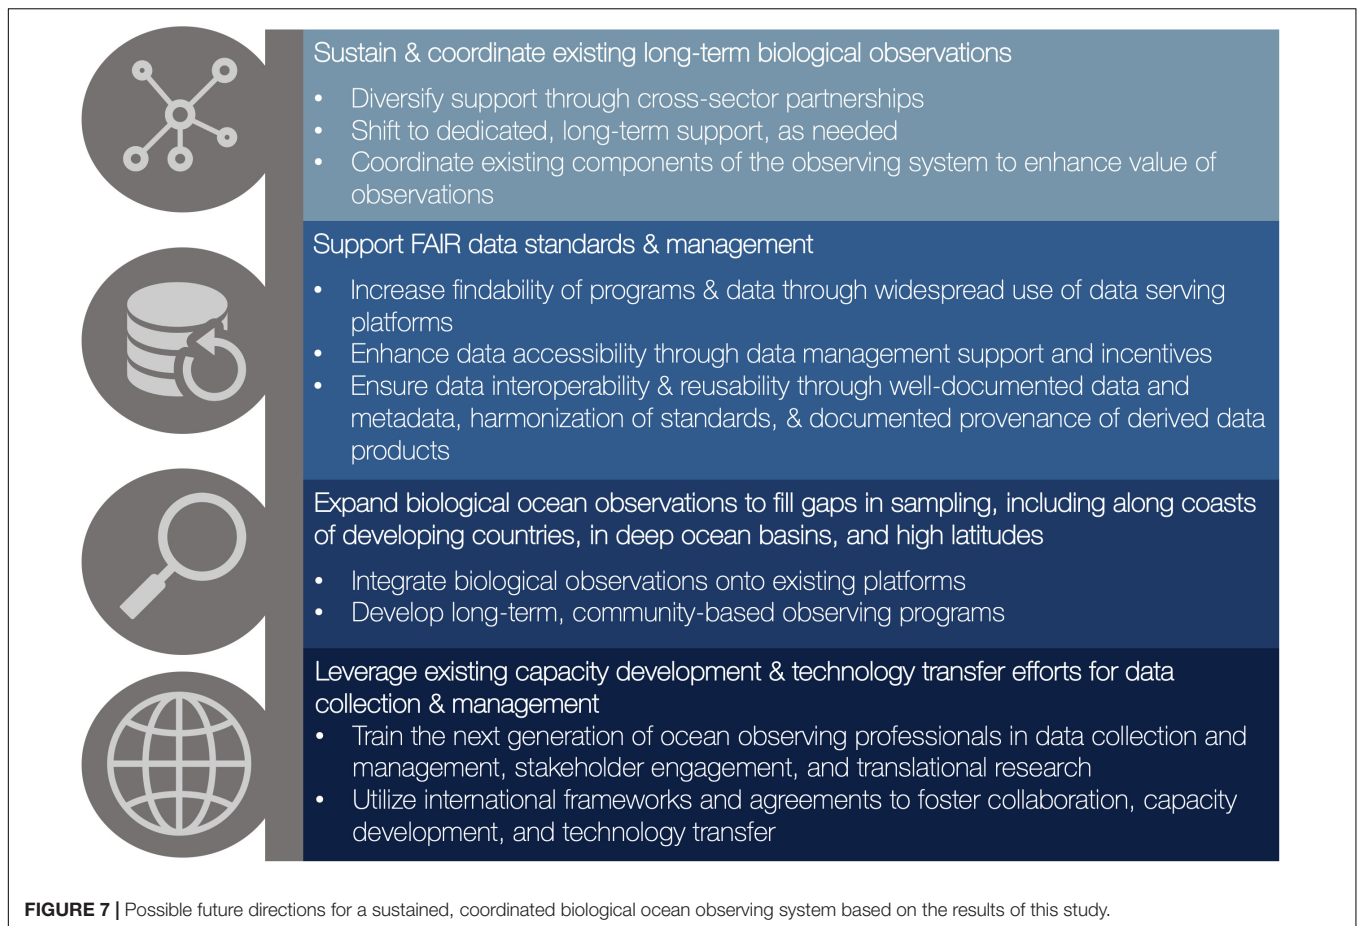 Sustain & coordinate existing long-term biological observations
• Diversify support through cross-sector partnerships
• Shift to dedicated, long-term support, as needed
• Coordinate existing components of the observing system to enhance value of
observations
Support FAIR data standards & management
• Increase findability of programs & data through widespread use of data serving
platforms
• Enhance data accessibility through data management support and incentives
• Ensure data interoperability & reusability through well-documented data and
metadata, harmonization of standards, & documented provenance of derived data
products
Expand biological ocean observations to fill gaps in sampling, including along coasts
of developing countries, in deep ocean basins, and high latitudes
• Integrate biological observations onto existing platforms
• Develop long-term, community-based observing programs
Leverage existing capacity development & technology transfer efforts for data
collection & management
• Train the next generation of ocean observing professionals in data collection and
management, stakeholder engagement, and translational research
• Utilize international frameworks and agreements to foster collaboration, capacity
development, and technology transfer
FIGURE 7 | Possible future directions for a sustained, coordinated biological ocean observing system based on the results of this study.